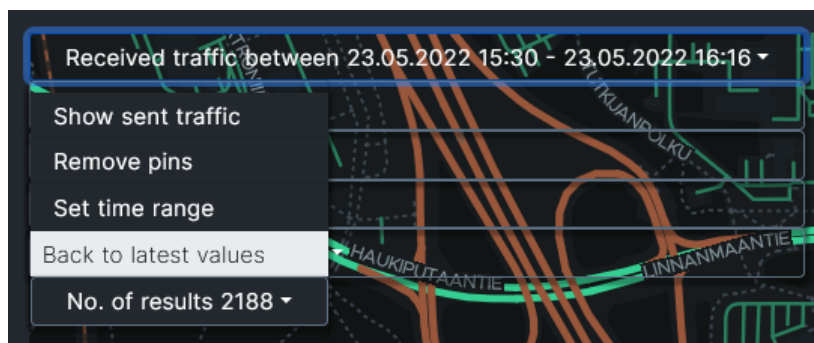 Received traffic between 23.05.2022 15:30 - 23.05.2022 16:16
Show sent traffic
Remove pins
Set time range
Back to latest values
No. of results 2188
UTKUANPOLKU
HAUKIPUTAANTIE
LINNANMAANTIE